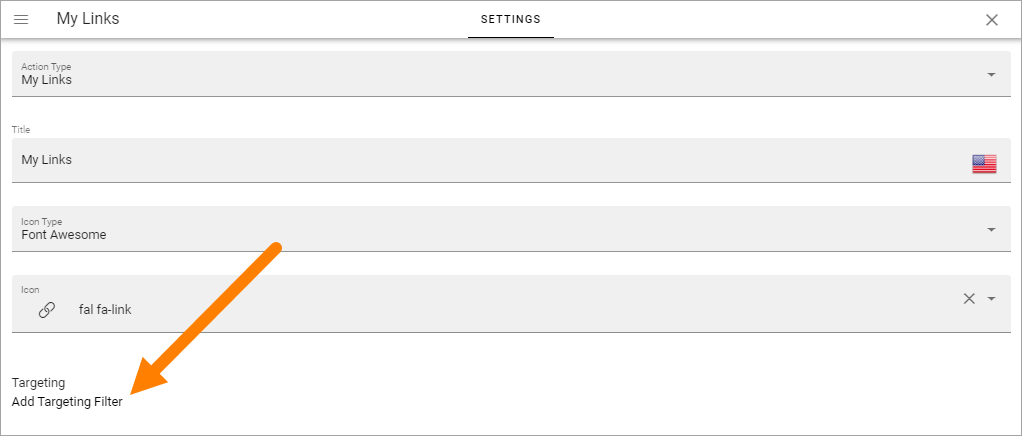 My Links
SETTINGS
Action Type
My Links
Title
My Links
Icon Type
Font Awesome
Icon
fal fa-link
Targeting
Add Targeting Filter